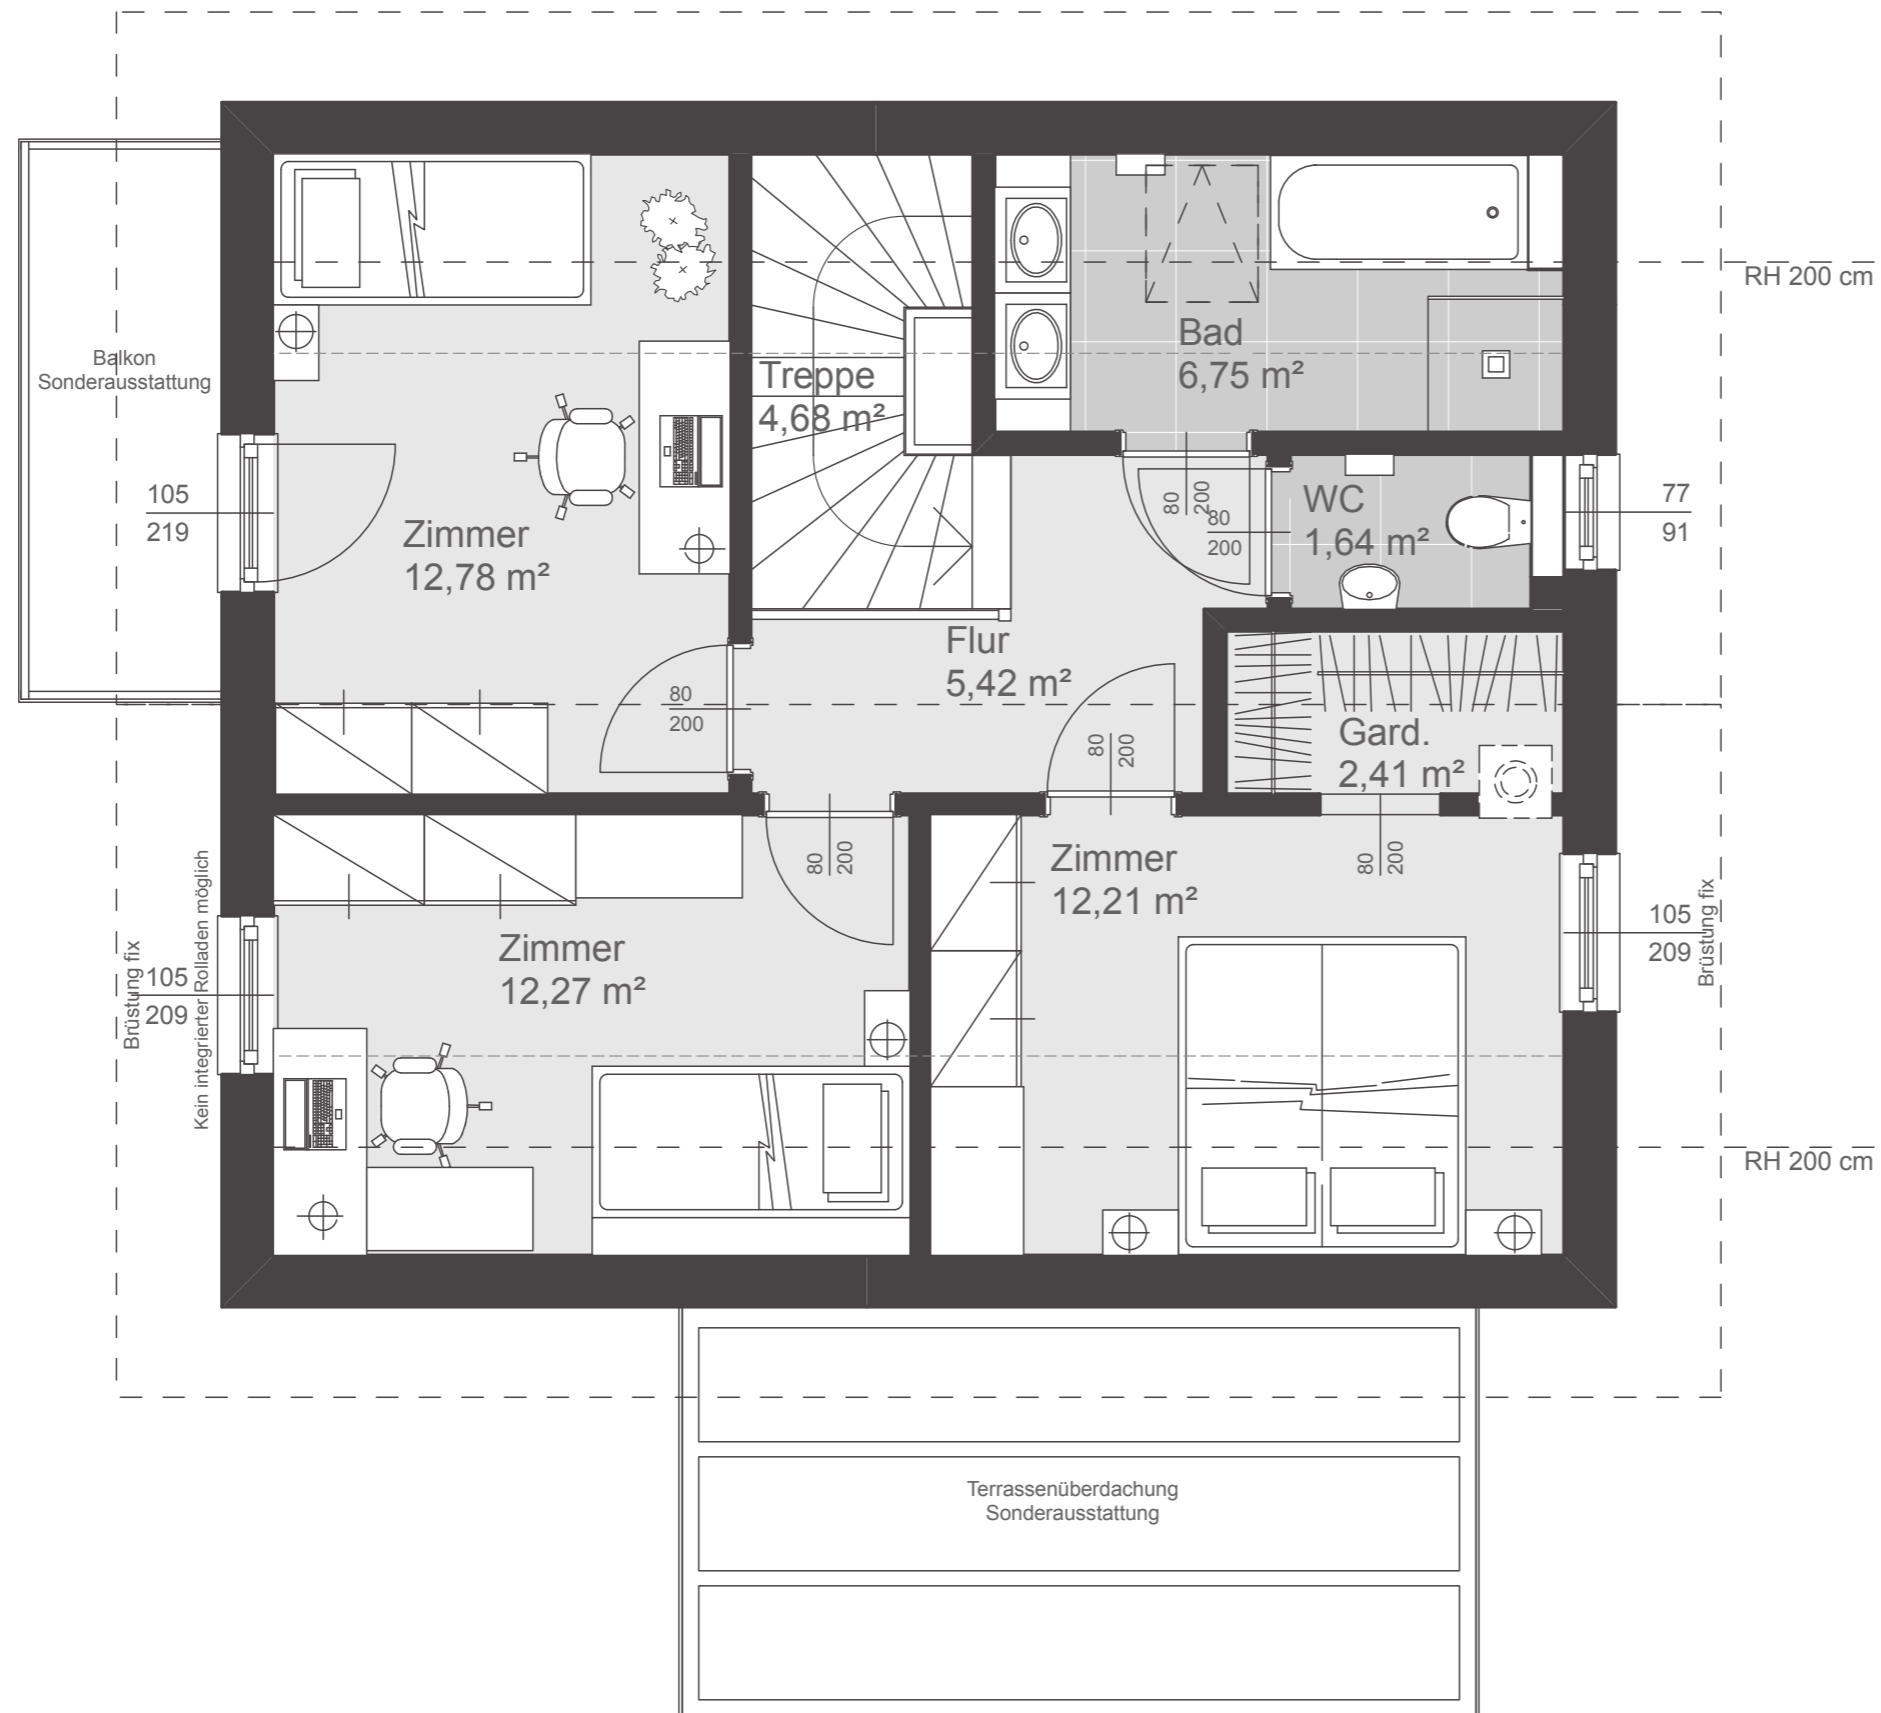 RH 200 cm
Balkon
Sonderausstattung
Bad
6,75 m²
Treppe
4,68 m²
105
219
Zimmer
12,78 m²
80
200
80
200
WC
1,64 m²
77
91
Flur
5,42 m²
80
200
80
200
Gard.
2,41 m²
80
200
80
200
Zimmer
12,21 m²
Zimmer
12,27 m²
Brüstung fix
105
209
Kein integrierter Rolladen möglich
105
209
Brüstung fix
RH 200 cm
Terrassenüberdachung
Sonderausstattung